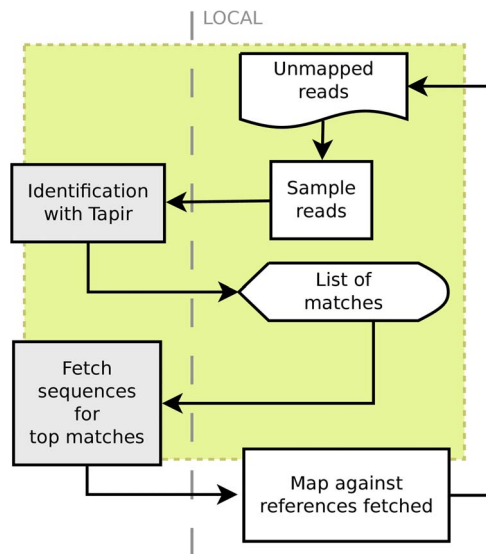 LOCAL
Unmapped
reads
Sample
reads
Identification
with Tapir
List of
matches
Fetch
sequences
for
top matches
Map against
references fetched